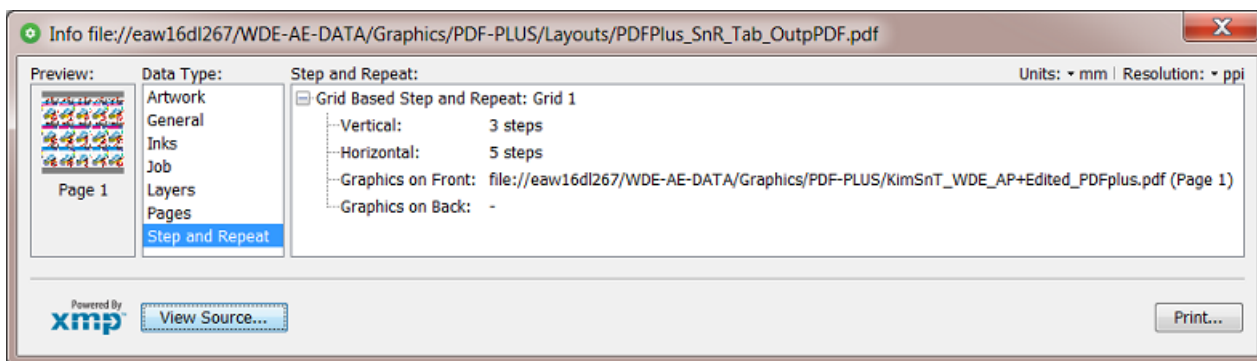 Info file://eaw16dl267/WDE-AE-DATA/Graphics/PDF-PLUS/Layouts/PDFPlus_SnR_Tab_OutpPDF.pdf
Preview: Data Type: Step and Repeat: Units: mm | Resolution: ppi
Artwork
General
Inks
Job
Layers
Pages
Step and Repeat
Page 1
Grid Based Step and Repeat: Grid 1
Vertical: 3 steps
Horizontal: 5 steps
Graphics on Front: file://eaw16dl267/WDE-AE-DATA/Graphics/PDF-PLUS/KimSnT_WDE_AP+Edited_PDFplus.pdf (Page 1)
Graphics on Back: -
Powered By
xmp
View Source...
Print...